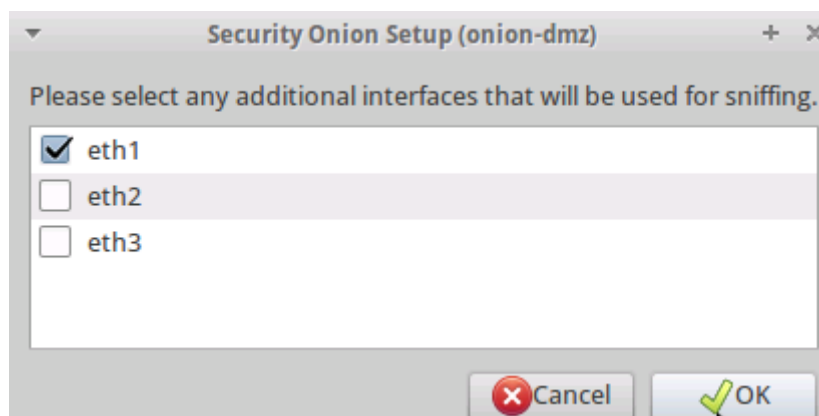 Security Onion Setup (onion-dmz)
Please select any additional interfaces that will be used for sniffing.
eth1
eth2
eth3
Cancel OK